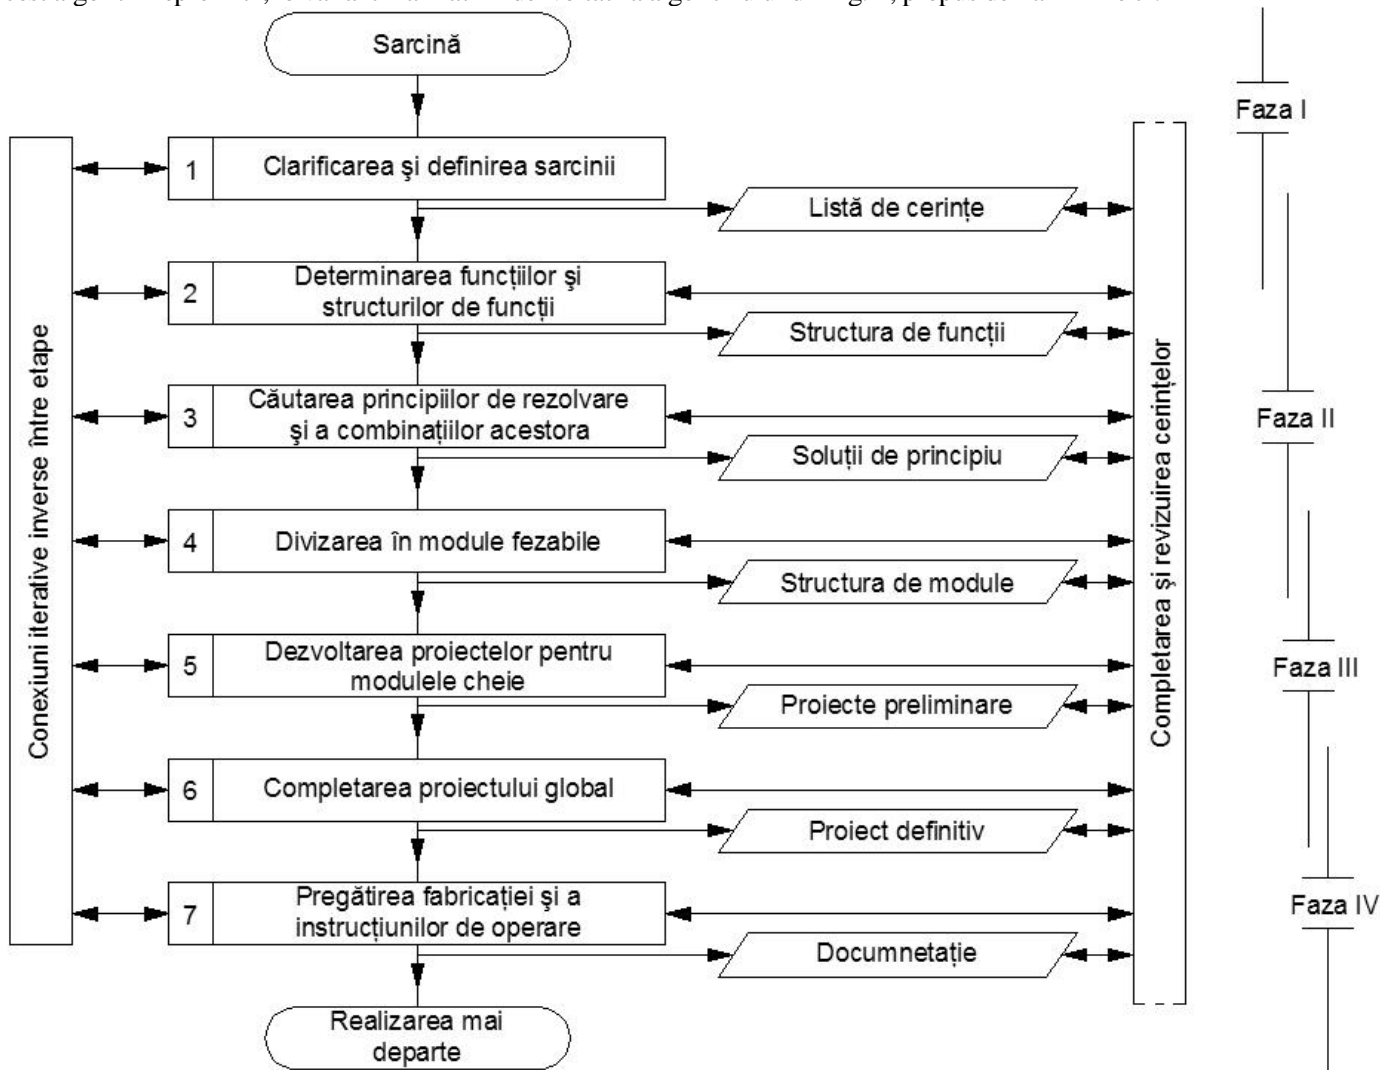 Sarcină
Faza I
1
Clarificarea şi definirea sarcinii
Listă de cerințe
2
Determinarea funcțiilor şi
structurilor de funcții
Structura de funcții
3
Căutarea principiilor de rezolvare
şi a combinațiilor acestora
Faza II
Soluții de principiu
4
Divizarea în module fezabile
Structura de module
5
Dezvoltarea proiectelor pentru
modulele cheie
Faza III
Proiecte preliminare
6
Completarea proiectului global
Proiect definitiv
7
Pregătirea fabricației şi a
instrucțiunilor de operare
Faza IV
Documnetație
Realizarea mai
departe
Conexiuni iterative inverse între etape
Completarea şi revizuirea cerințelor